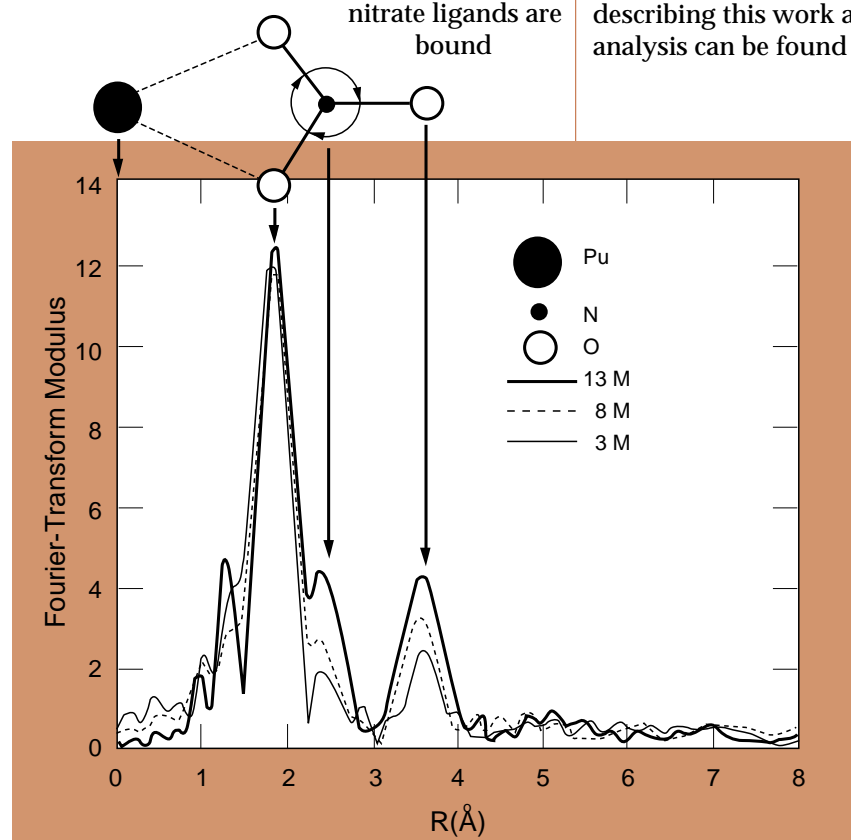 nitrate ligands are
bound
describing this work a
analysis can be found
14
12
10
8
6
4
2
0
Fourier-Transform Modulus
Pu
N
O
13 M
8 M
3 M
0 1 2 3 4 5 6 7 8
R(Å)